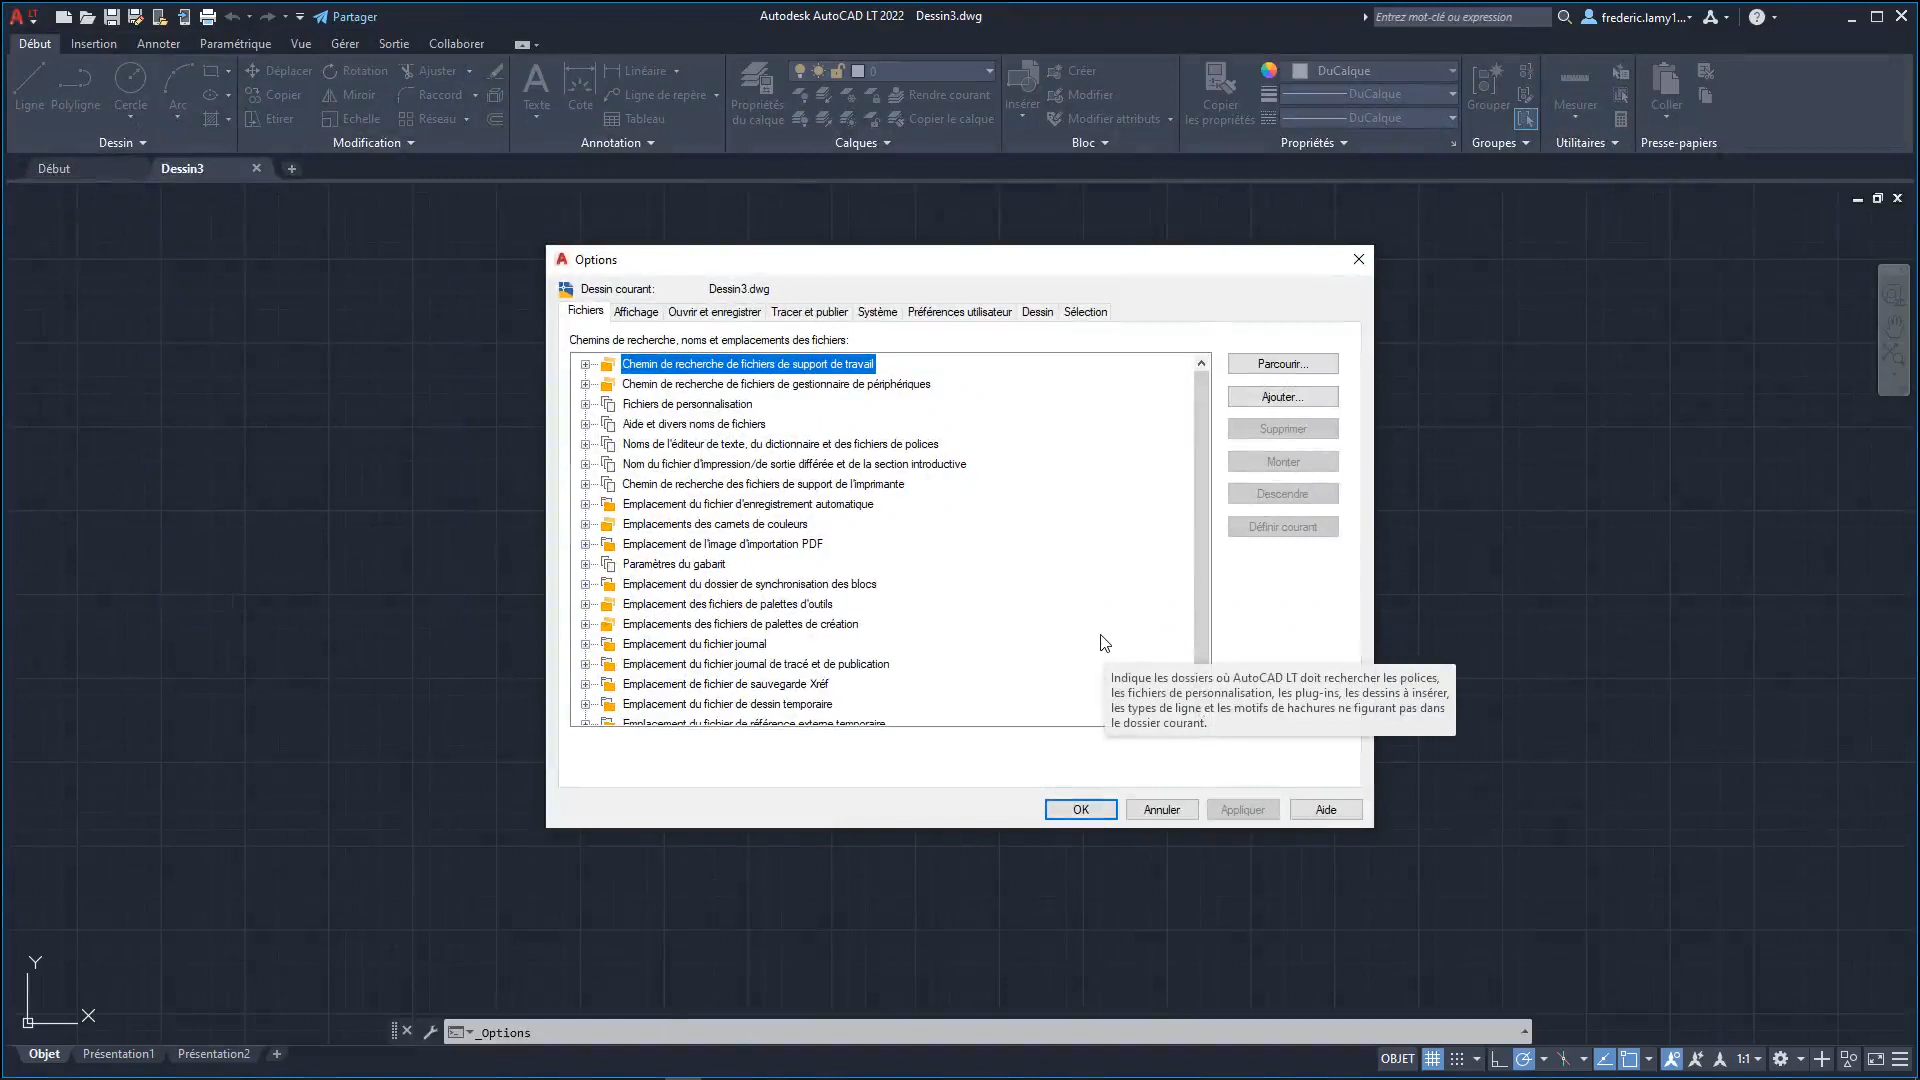 LT
Partager
Autodesk AutoCAD LT 2022 Dessin3.dwg
Entrez mot-clé ou expression
frederic.lamy1...
Début Insertion Annoter Paramétrique Vue Gérer Sortie Collaborer
Ligne Polyligne Cercle Arc
Déplacer Rotation Ajuster
Copier Miroir Raccord
Etirer Echelle Réseau
Texte Cote
Linéaire
Ligne de repère
Tableau
Propriétés du calque
0
Rendre courant
Copier le calque
Insérer
Créer
Modifier
Modifier attributs
Copier les propriétés
DuCalque
DuCalque
DuCalque
Grouper
Mesurer
Coller
Dessin Modification Annotation Calques Bloc Propriétés Groupes Utilitaires Presse-papiers
Début Dessin3
Options
Dessin courant: Dessin3.dwg
Fichiers Affichage Ouvrir et enregistrer Tracer et publier Système Préférences utilisateur Dessin Sélection
Chemins de recherche, noms et emplacements des fichiers:
Chemin de recherche de fichiers de support de travail
Chemin de recherche de fichiers de gestionnaire de périphériques
Fichiers de personnalisation
Aide et divers noms de fichiers
Noms de l'éditeur de texte, du dictionnaire et des fichiers de polices
Nom du fichier d'impression/de sortie différée et de la section introductive
Chemin de recherche des fichiers de support de l'imprimante
Emplacement du fichier d'enregistrement automatique
Emplacements des carnets de couleurs
Emplacement de l'image d'importation PDF
Paramètres du gabarit
Emplacement du dossier de synchronisation des blocs
Emplacement des fichiers de palettes d'outils
Emplacements des fichiers de palettes de création
Emplacement du fichier journal
Emplacement du fichier journal de tracé et de publication
Emplacement de fichier de sauvegarde Xréf
Emplacement de fichier de dessin temporaire
Emplacement du fichier de référence externe temporaire
Parcourir...
Ajouter...
Supprimer
Monter
Descendre
Définir courant
Indique les dossiers où AutoCAD LT doit rechercher les polices,
les fichiers de personnalisation, les plug-ins, les dessins à insérer,
les types de ligne et les motifs de hachures ne figurant pas dans
le dossier courant.
OK Annuler Appliquer Aide
Y
X
_Options
Objet Présentation1 Présentation2
OBJET
1:1